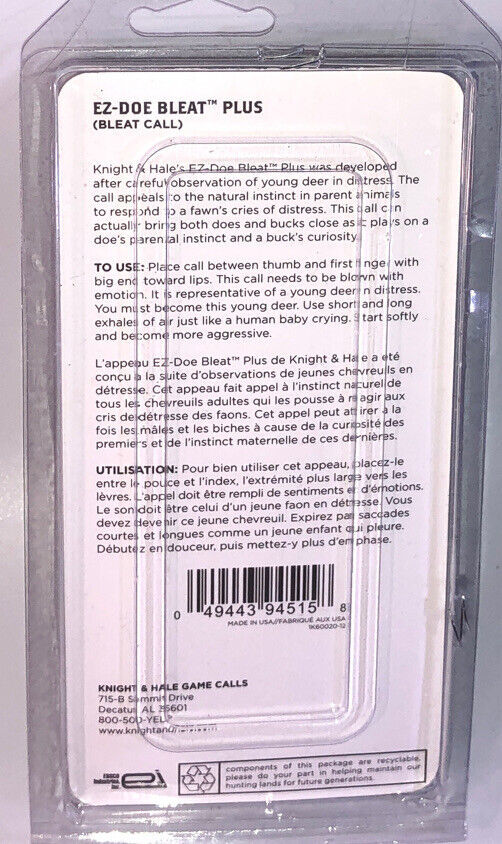 EZ-DOE BLEAT™ PLUS
(BLEAT CALL)
Knight & Hale's EZ-Doe Bleat™ Plus was developed
after careful observation of young deer in distress. The
call appeals to the natural instinct in parent animals
to respond to a fawn's cries of distress. This call can
actually bring both does and bucks close as it plays on a
doe's parental instinct and a buck's curiosity.
TO USE: Place call between thumb and first finger with
big end toward lips. This call needs to be blown with
emotion. It is representative of a young deer in distress.
You must become this young deer. Use short and long
exhales of air just like a human baby crying. Start softly
and become more aggressive.
L'appeau EZ-Doe Bleat™ Plus de Knight & Hale a été
conçu à la suite d'observations de jeunes chevreuils en
détresse. Cet appeau fait appel à l'instinct naturel de
tous les chevreuils adultes qui les pousse à réagir aux
cris de détresse des faons. Cet appel peut attirer à la
fois les mâles et les biches à cause de la curiosité des
premiers et de l'instinct maternelle de ces dernières.
UTILISATION: Pour bien utiliser cet appeau, placez-le
entre le pouce et l'index, l'extrémité plus large vers les
lèvres. L'appel doit être rempli de sentiments et d'émotions.
Le son doit être celui d'un jeune faon en détresse. Vous
devez devenir ce jeune chevreuil. Expirez par saccades
courtes et longues comme un jeune enfant qui pleure.
Débutez en douceur, puis mettez-y plus d'emphase.
0 49443 94515 8
MADE IN USA//FABRIQUÉ AUX USA
1K60020-12
KNIGHT & HALE GAME CALLS
715-B Summit Drive
Decatur AL 35601
800-500-YELP
www.knightand
EBSCO
Industries,
Inc.
components of this package are recyclable,
please do your part in helping maintain our
hunting lands for future generations.